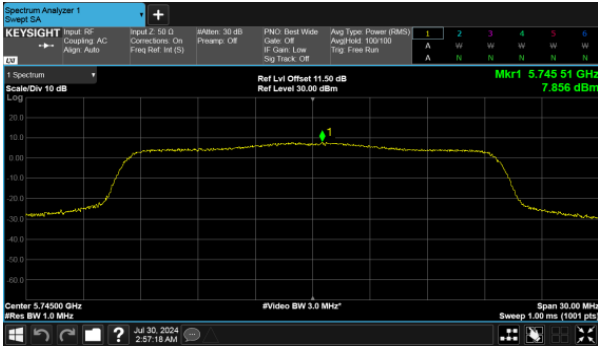 Spectrum Analyzer 1
Swept SA
+
KEYSIGHT Input: RF Input Z: 50 Ω #Atten: 30 dB PNO: Best Wide Avg Type: Power (RMS) 1 2 3 4 5 6
Coupling: AC Corrections: On Preamp: Off Gate: Off Avg|Hold: 100/100 A W W W W W
Align: Auto Freq Ref: Int (S) IF Gain: Low Trig: Free Run
Sig Track: Off A N N N N N
LXI
1 Spectrum Ref Lvl Offset 11.50 dB Mkr1 5.745 51 GHz
Scale/Div 10 dB Ref Level 30.00 dBm 7.856 dBm
Log
20.0
10.0
1
0.00
-10.0
-20.0
-30.0
-40.0
-50.0
-60.0
Center 5.74500 GHz #Video BW 3.0 MHz* Span 30.00 MHz
#Res BW 1.0 MHz Sweep 1.00 ms (1001 pts)
? Jul 30, 2024
2:57:18 AM